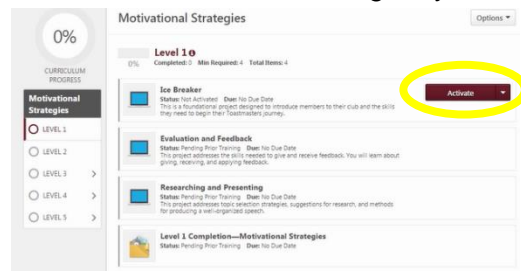 Motivational Strategies
Options
0%
CURRICULUM
PROGRESS
Motivational
Strategies
LEVEL 1
LEVEL 2
LEVEL 3
LEVEL 4
LEVEL 5
0%
Level 1
Completed: 0 Min Required: 4 Total Items: 4
Ice Breaker
Status: Not Activated Due: No Due Date
This is a foundational project designed to introduce members to their club and the skills
they need to begin their Toastmasters journey.
Activate
Evaluation and Feedback
Status: Pending Prior Training Due: No Due Date
This project addresses the skills needed to give and receive feedback. You will learn about
giving, receiving, and applying feedback.
Researching and Presenting
Status: Pending Prior Training Due: No Due Date
This project addresses topic selection strategies, suggestions for research, and methods
for producing a well-organized speech.
Level 1 Completion—Motivational Strategies
Status: Pending Prior Training Due: No Due Date